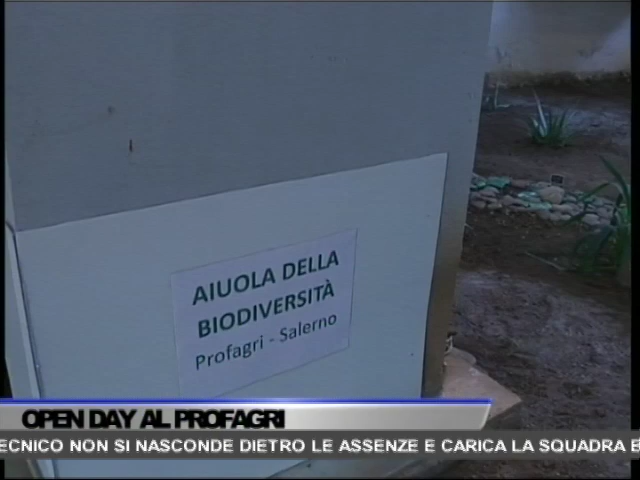 AIUOLA DELLA
BIODIVERSITÀ
Profagri - Salerno
OPEN DAY AL PROFAGRI
ECNICO NON SI NASCONDE DIETRO LE ASSENZE E CARICA LA SQUADRA